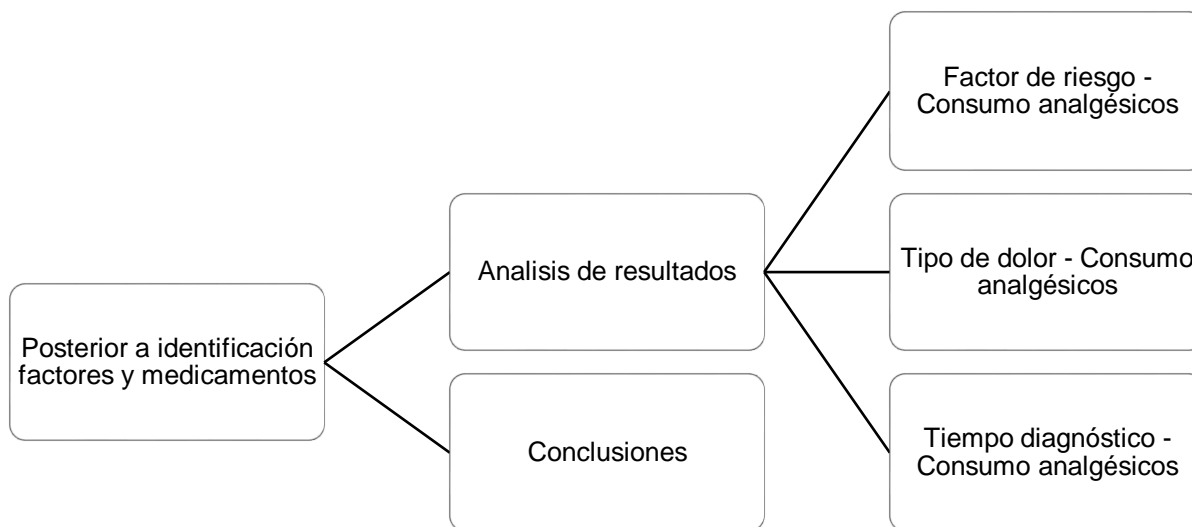 Posterior a identificación
factores y medicamentos
Analisis de resultados
Conclusiones
Factor de riesgo -
Consumo analgésicos
Tipo de dolor - Consumo
analgésicos
Tiempo diagnóstico -
Consumo analgésicos